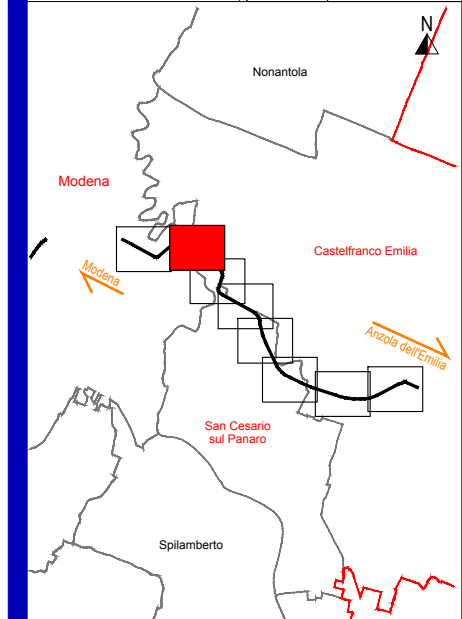 N
Nonantola
Modena
Castelfranco Emilia
Modena
Anzola dell'Emilia
San Cesario
sul Panaro
Spilamberto